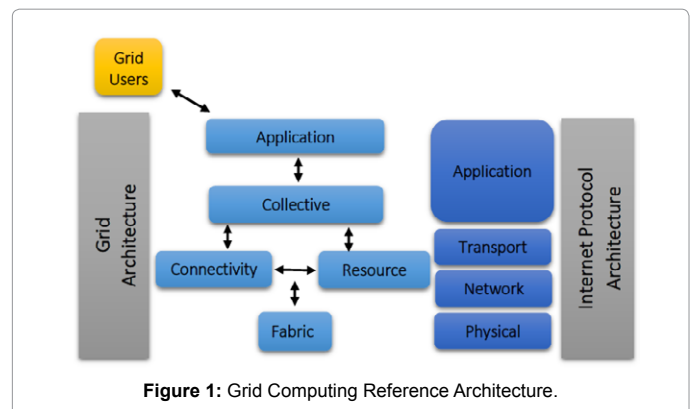 Grid
Users
Grid
Architecture
Application
Collective
Connectivity
Resource
Fabric
Application
Transport
Network
Physical
Internet Protocol
Architecture
Figure 1: Grid Computing Reference Architecture.